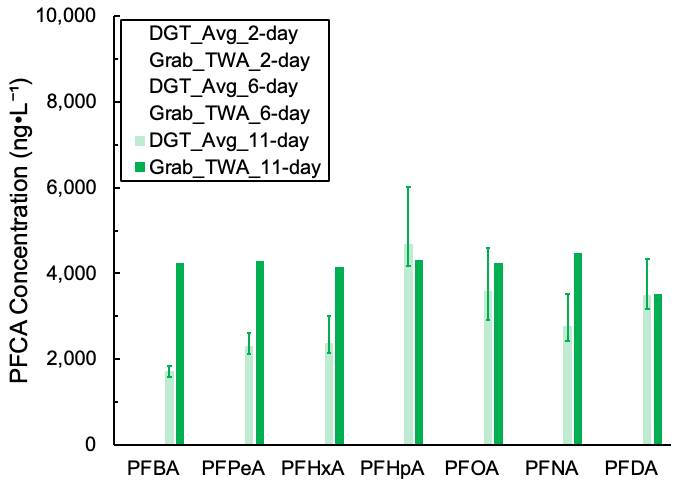 PFCA Concentration (ng•L⁻¹)
10,000
8,000
6,000
4,000
2,000
0
DGT_Avg_2-day
Grab_TWA_2-day
DGT_Avg_6-day
Grab_TWA_6-day
DGT_Avg_11-day
Grab_TWA_11-day
PFBA PFPeA PFHxA PFHpA PFOA PFNA PFDA